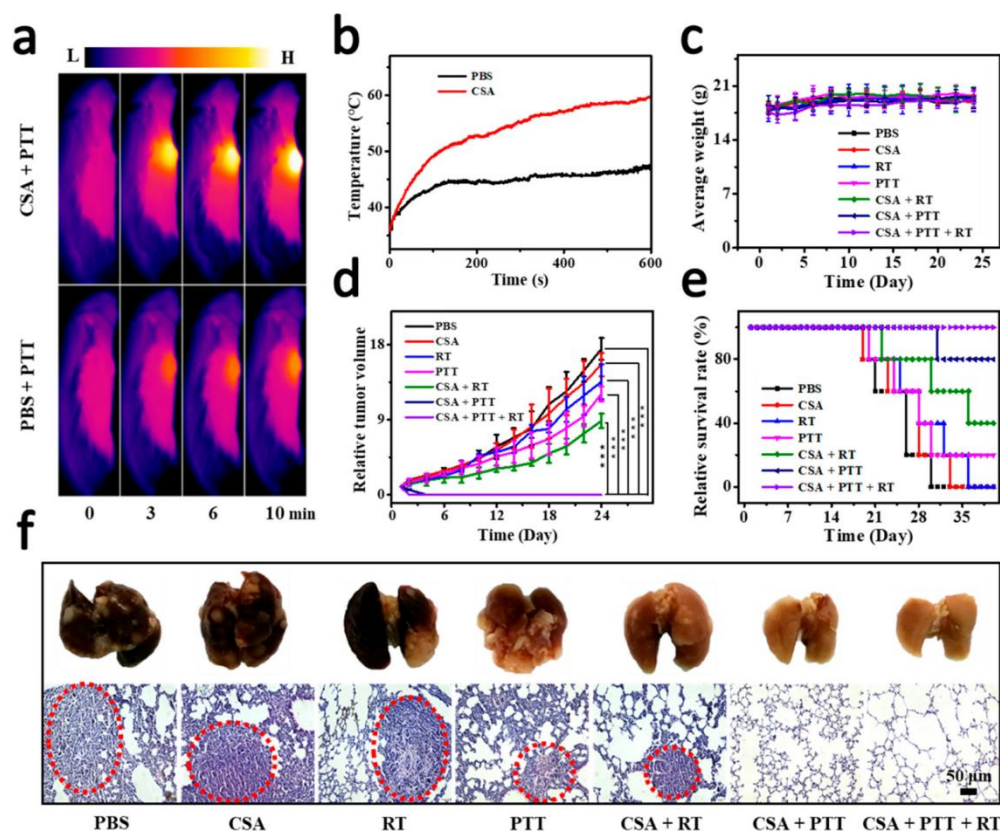 a
L
H
CSA + PTT
PBS + PTT
0
3
6
10 min
b
PBS
CSA
60
50
40
Temperature (°C)
0
100
200
300
400
500
600
Time (s)
c
21
14
7
0
Average weight (g)
PBS
CSA
RT
PTT
CSA + RT
CSA + PTT
CSA + PTT + RT
0
5
10
15
20
25
Time (Day)
d
18
9
0
Relative tumor volume
PBS
CSA
RT
PTT
CSA + RT
CSA + PTT
CSA + PTT + RT
***
***
***
***
***
0
6
12
18
24
Time (Day)
e
80
40
0
Relative survival rate (%)
PBS
CSA
RT
PTT
CSA + RT
CSA + PTT
CSA + PTT + RT
0
7
14
21
28
35
Time (Day)
f
50 μm
PBS
CSA
RT
PTT
CSA + RT
CSA + PTT
CSA + PTT + RT